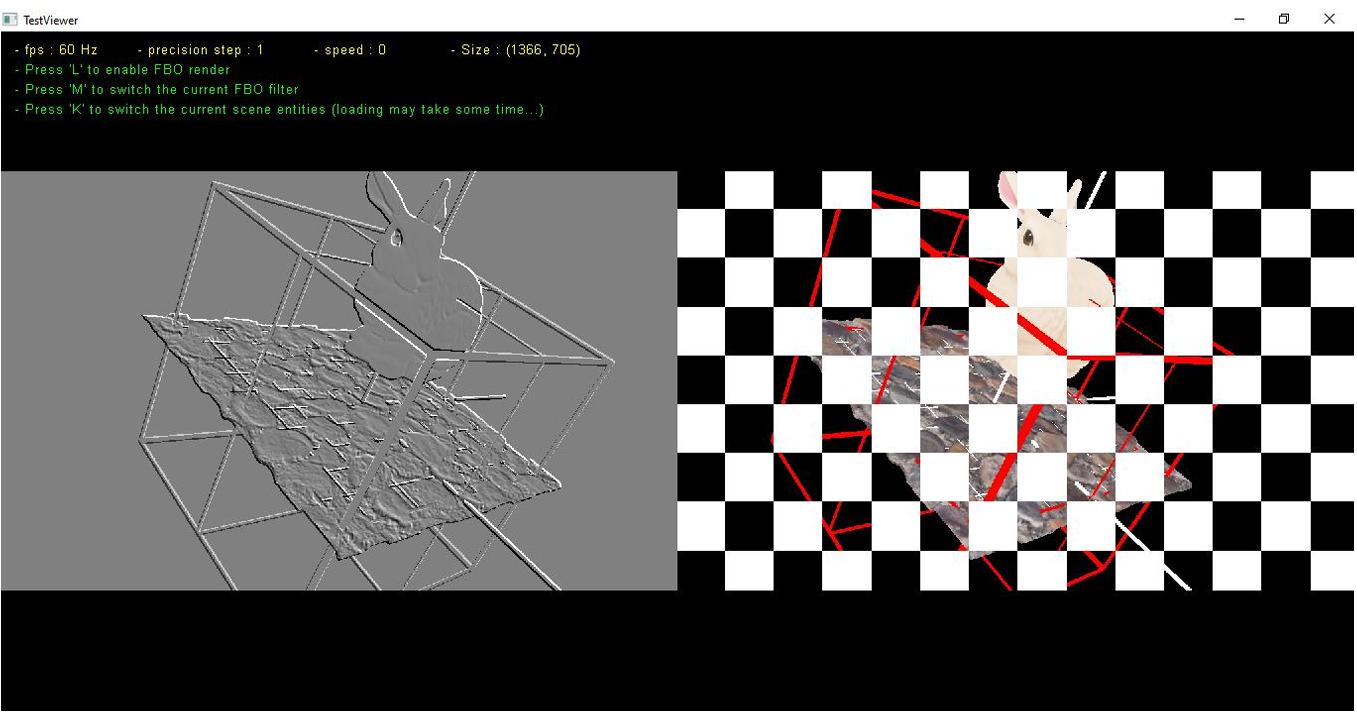 TestViewer
- fps : 60 Hz - precision step : 1 - speed : 0 - Size : (1366, 705)
- Press 'L' to enable FBO render
- Press 'M' to switch the current FBO filter
- Press 'K' to switch the current scene entities (loading may take some time...)